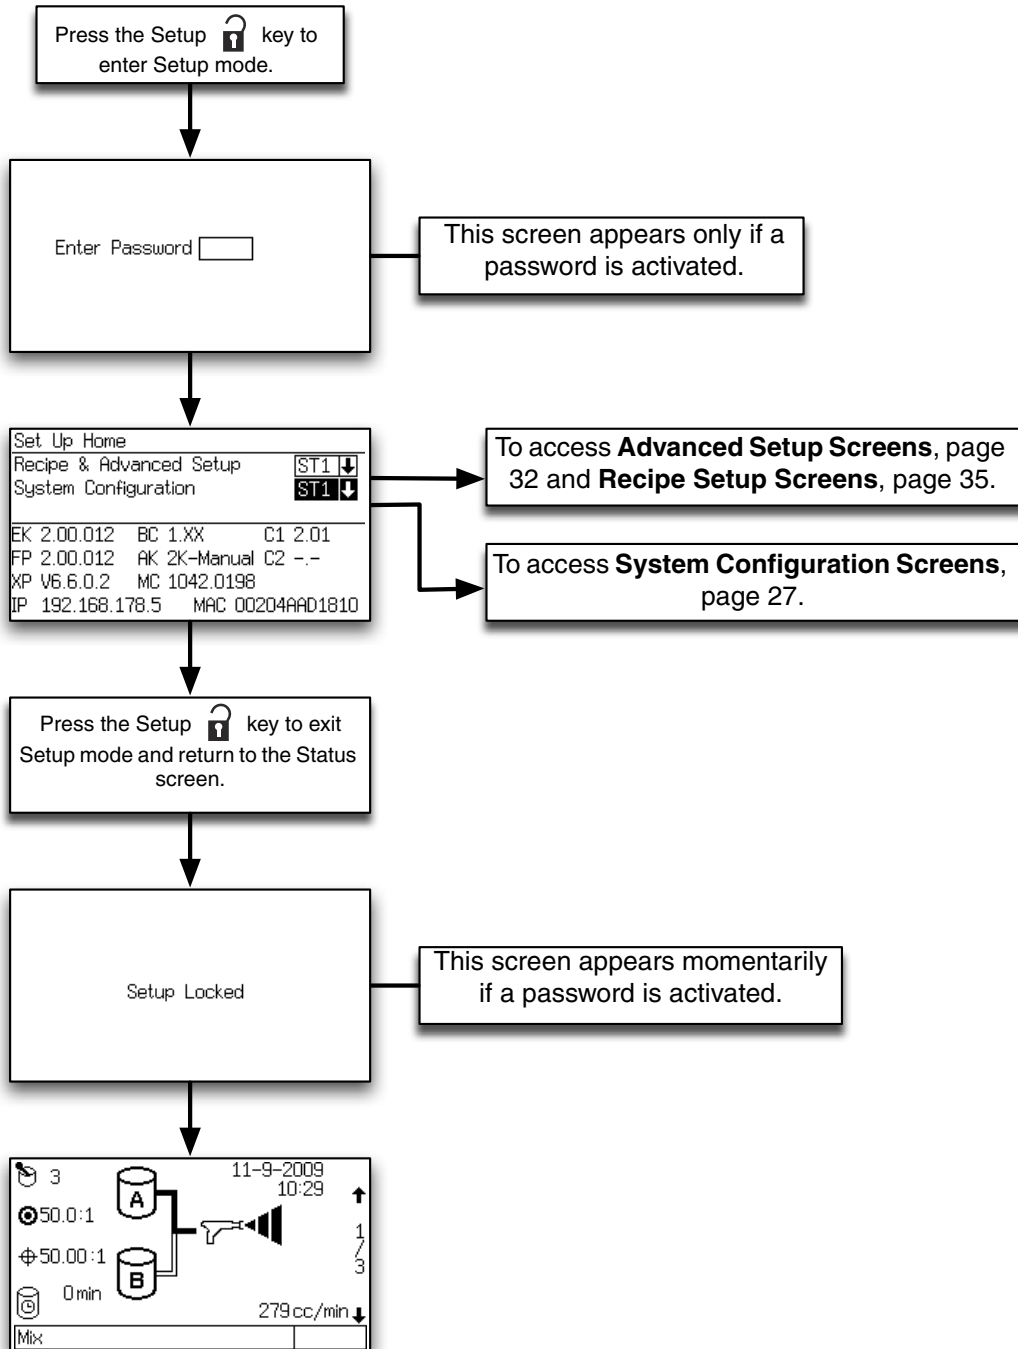 Press the Setup key to
enter Setup mode.
Enter Password
This screen appears only if a
password is activated.
Set Up Home
Recipe & Advanced Setup ST1
System Configuration ST1
EK 2.00.012 BC 1.XX C1 2.01
FP 2.00.012 AK 2K-Manual C2 -.-
XP V6.6.0.2 MC 1042.0198
IP 192.168.178.5 MAC 00204AAD1810
To access Advanced Setup Screens, page
32 and Recipe Setup Screens, page 35.
To access System Configuration Screens,
page 27.
Press the Setup key to exit
Setup mode and return to the Status
screen.
Setup Locked
This screen appears momentarily
if a password is activated.
3
11-9-2009
10:29
A
50.0:1
1
/
3
50.00:1
B
0min
279cc/min
Mix